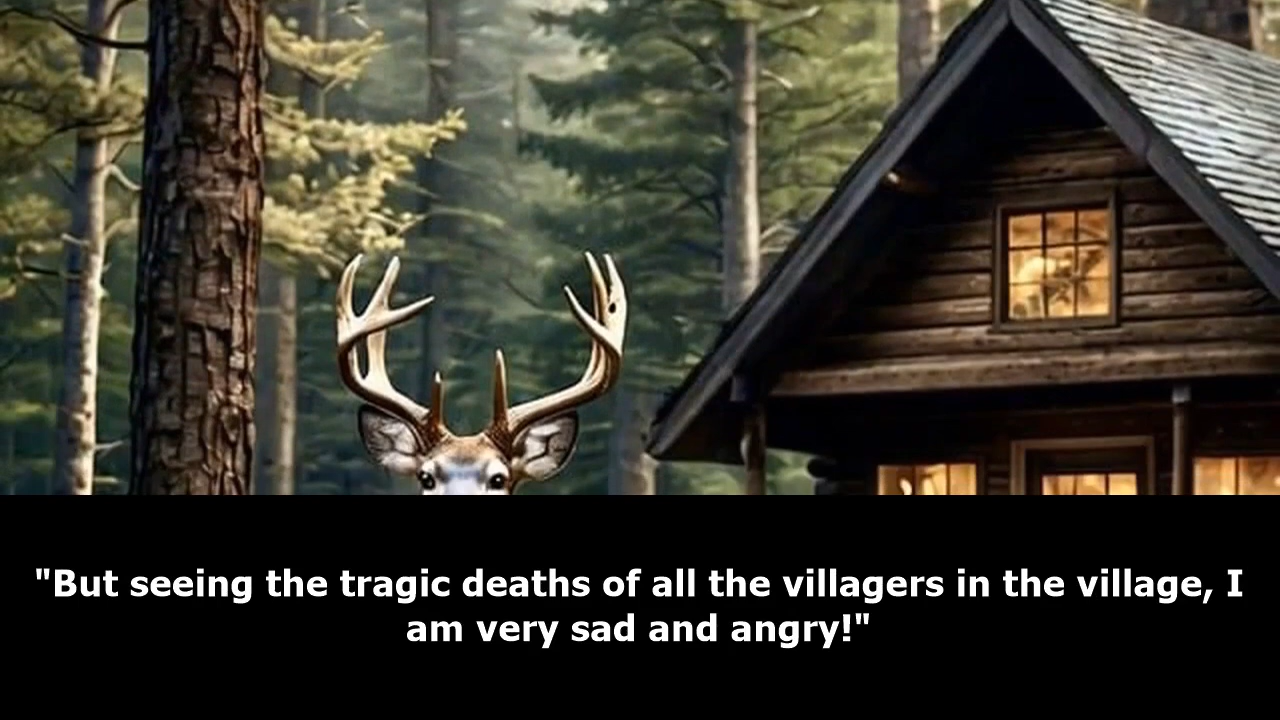 "But seeing the tragic deaths of all the villagers in the village, I
am very sad and angry!"